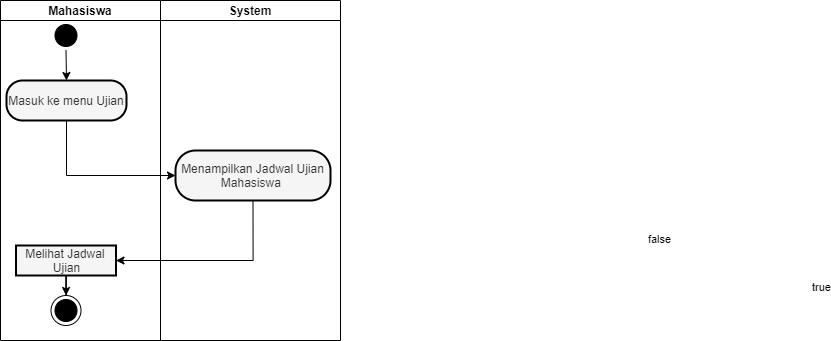 Mahasiswa
System
Masuk ke menu Ujian
Menampilkan Jadwal Ujian
Mahasiswa
Melihat Jadwal
Ujian
false
true